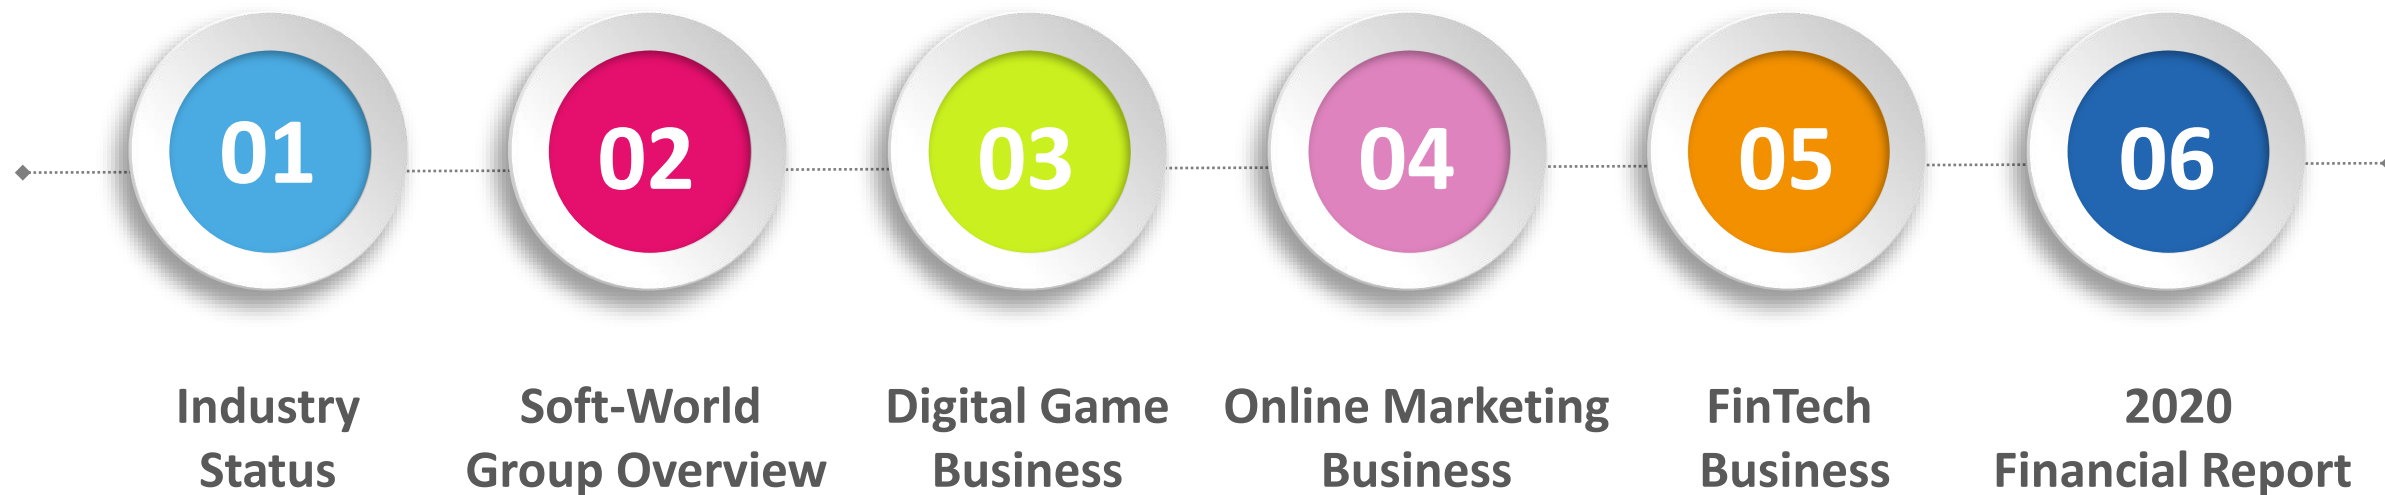 01
02
03
04
05
06
Industry
Status
Soft-World
Group Overview
Digital Game
Business
Online Marketing
Business
FinTech
Business
2020
Financial Report